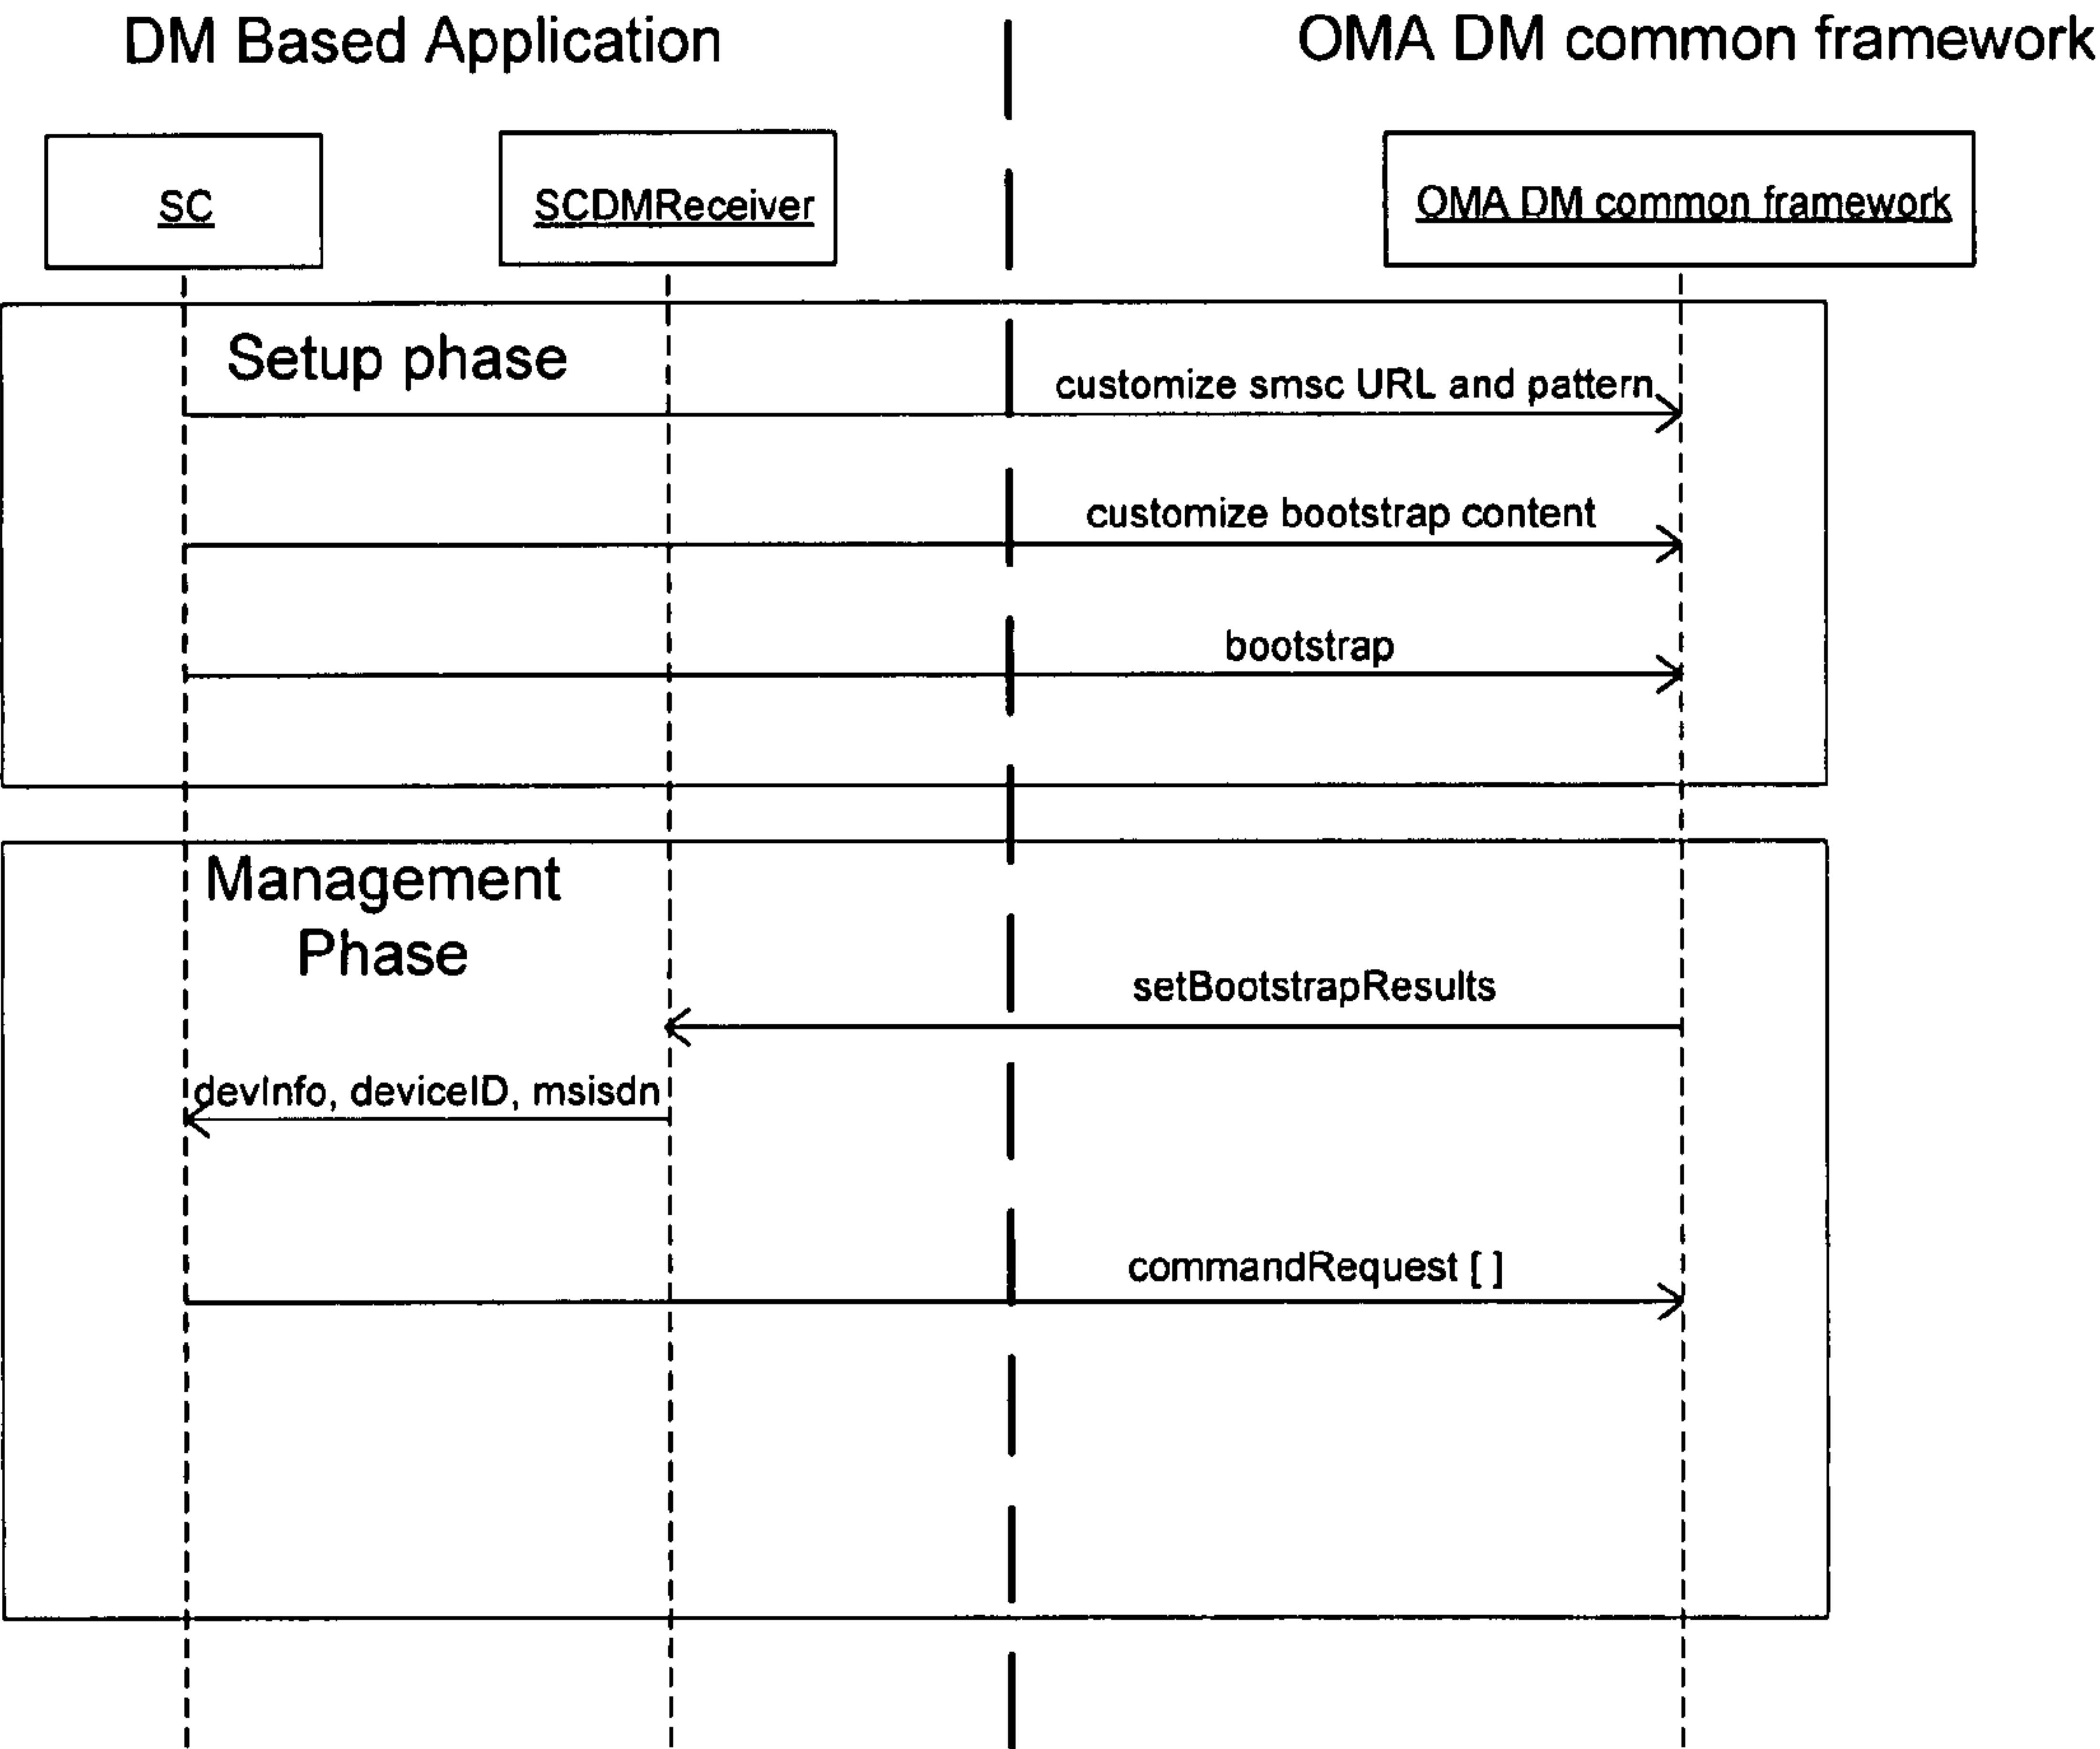 DM Based Application
OMA DM common framework
SC
SCDMReceiver
OMA DM common framework
Setup phase
customize smsc URL and pattern
customize bootstrap content
bootstrap
Management
Phase
setBootstrapResults
devInfo, deviceID, msisdn
commandRequest [ ]